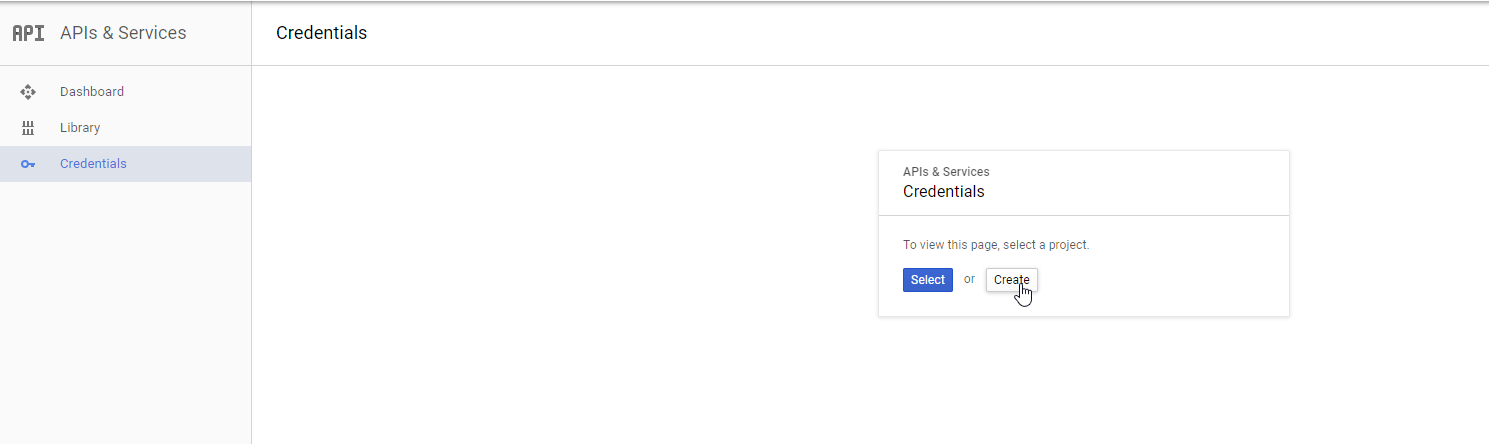 API APIs & Services
Credentials
Dashboard
Library
Credentials
APIs & Services
Credentials
To view this page, select a project.
Select or Create